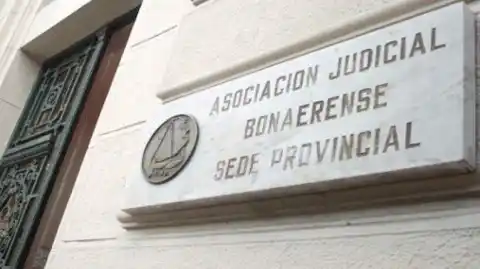 ASOCIACION JUDICIAL
BONAERENSE
SEDE PROVINCIAL